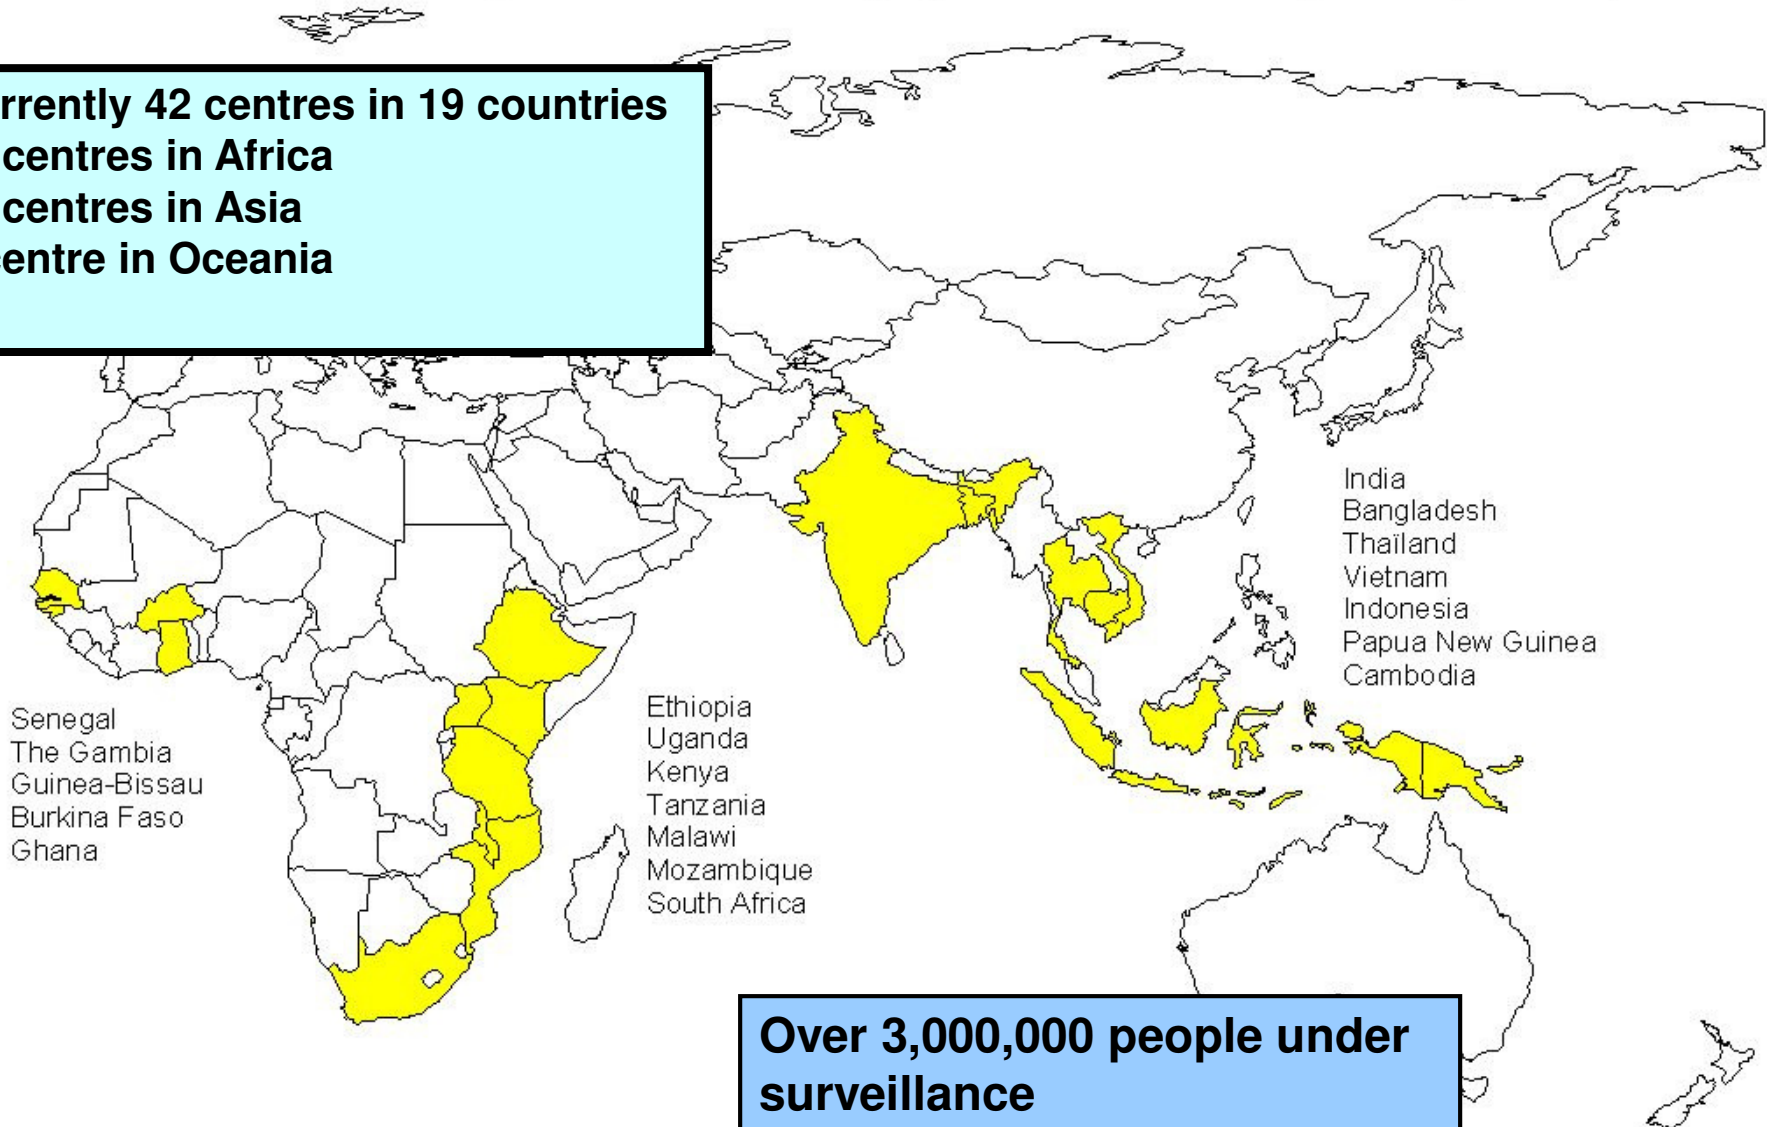 rrently 42 centres in 19 countries
centres in Africa
centres in Asia
entre in Oceania
India
Bangladesh
Thaïland
Vietnam
Indonesia
Papua New Guinea
Cambodia
Senegal
The Gambia
Guinea-Bissau
Burkina Faso
Ghana
Ethiopia
Uganda
Kenya
Tanzania
Malawi
Mozambique
South Africa
Over 3,000,000 people under
surveillance